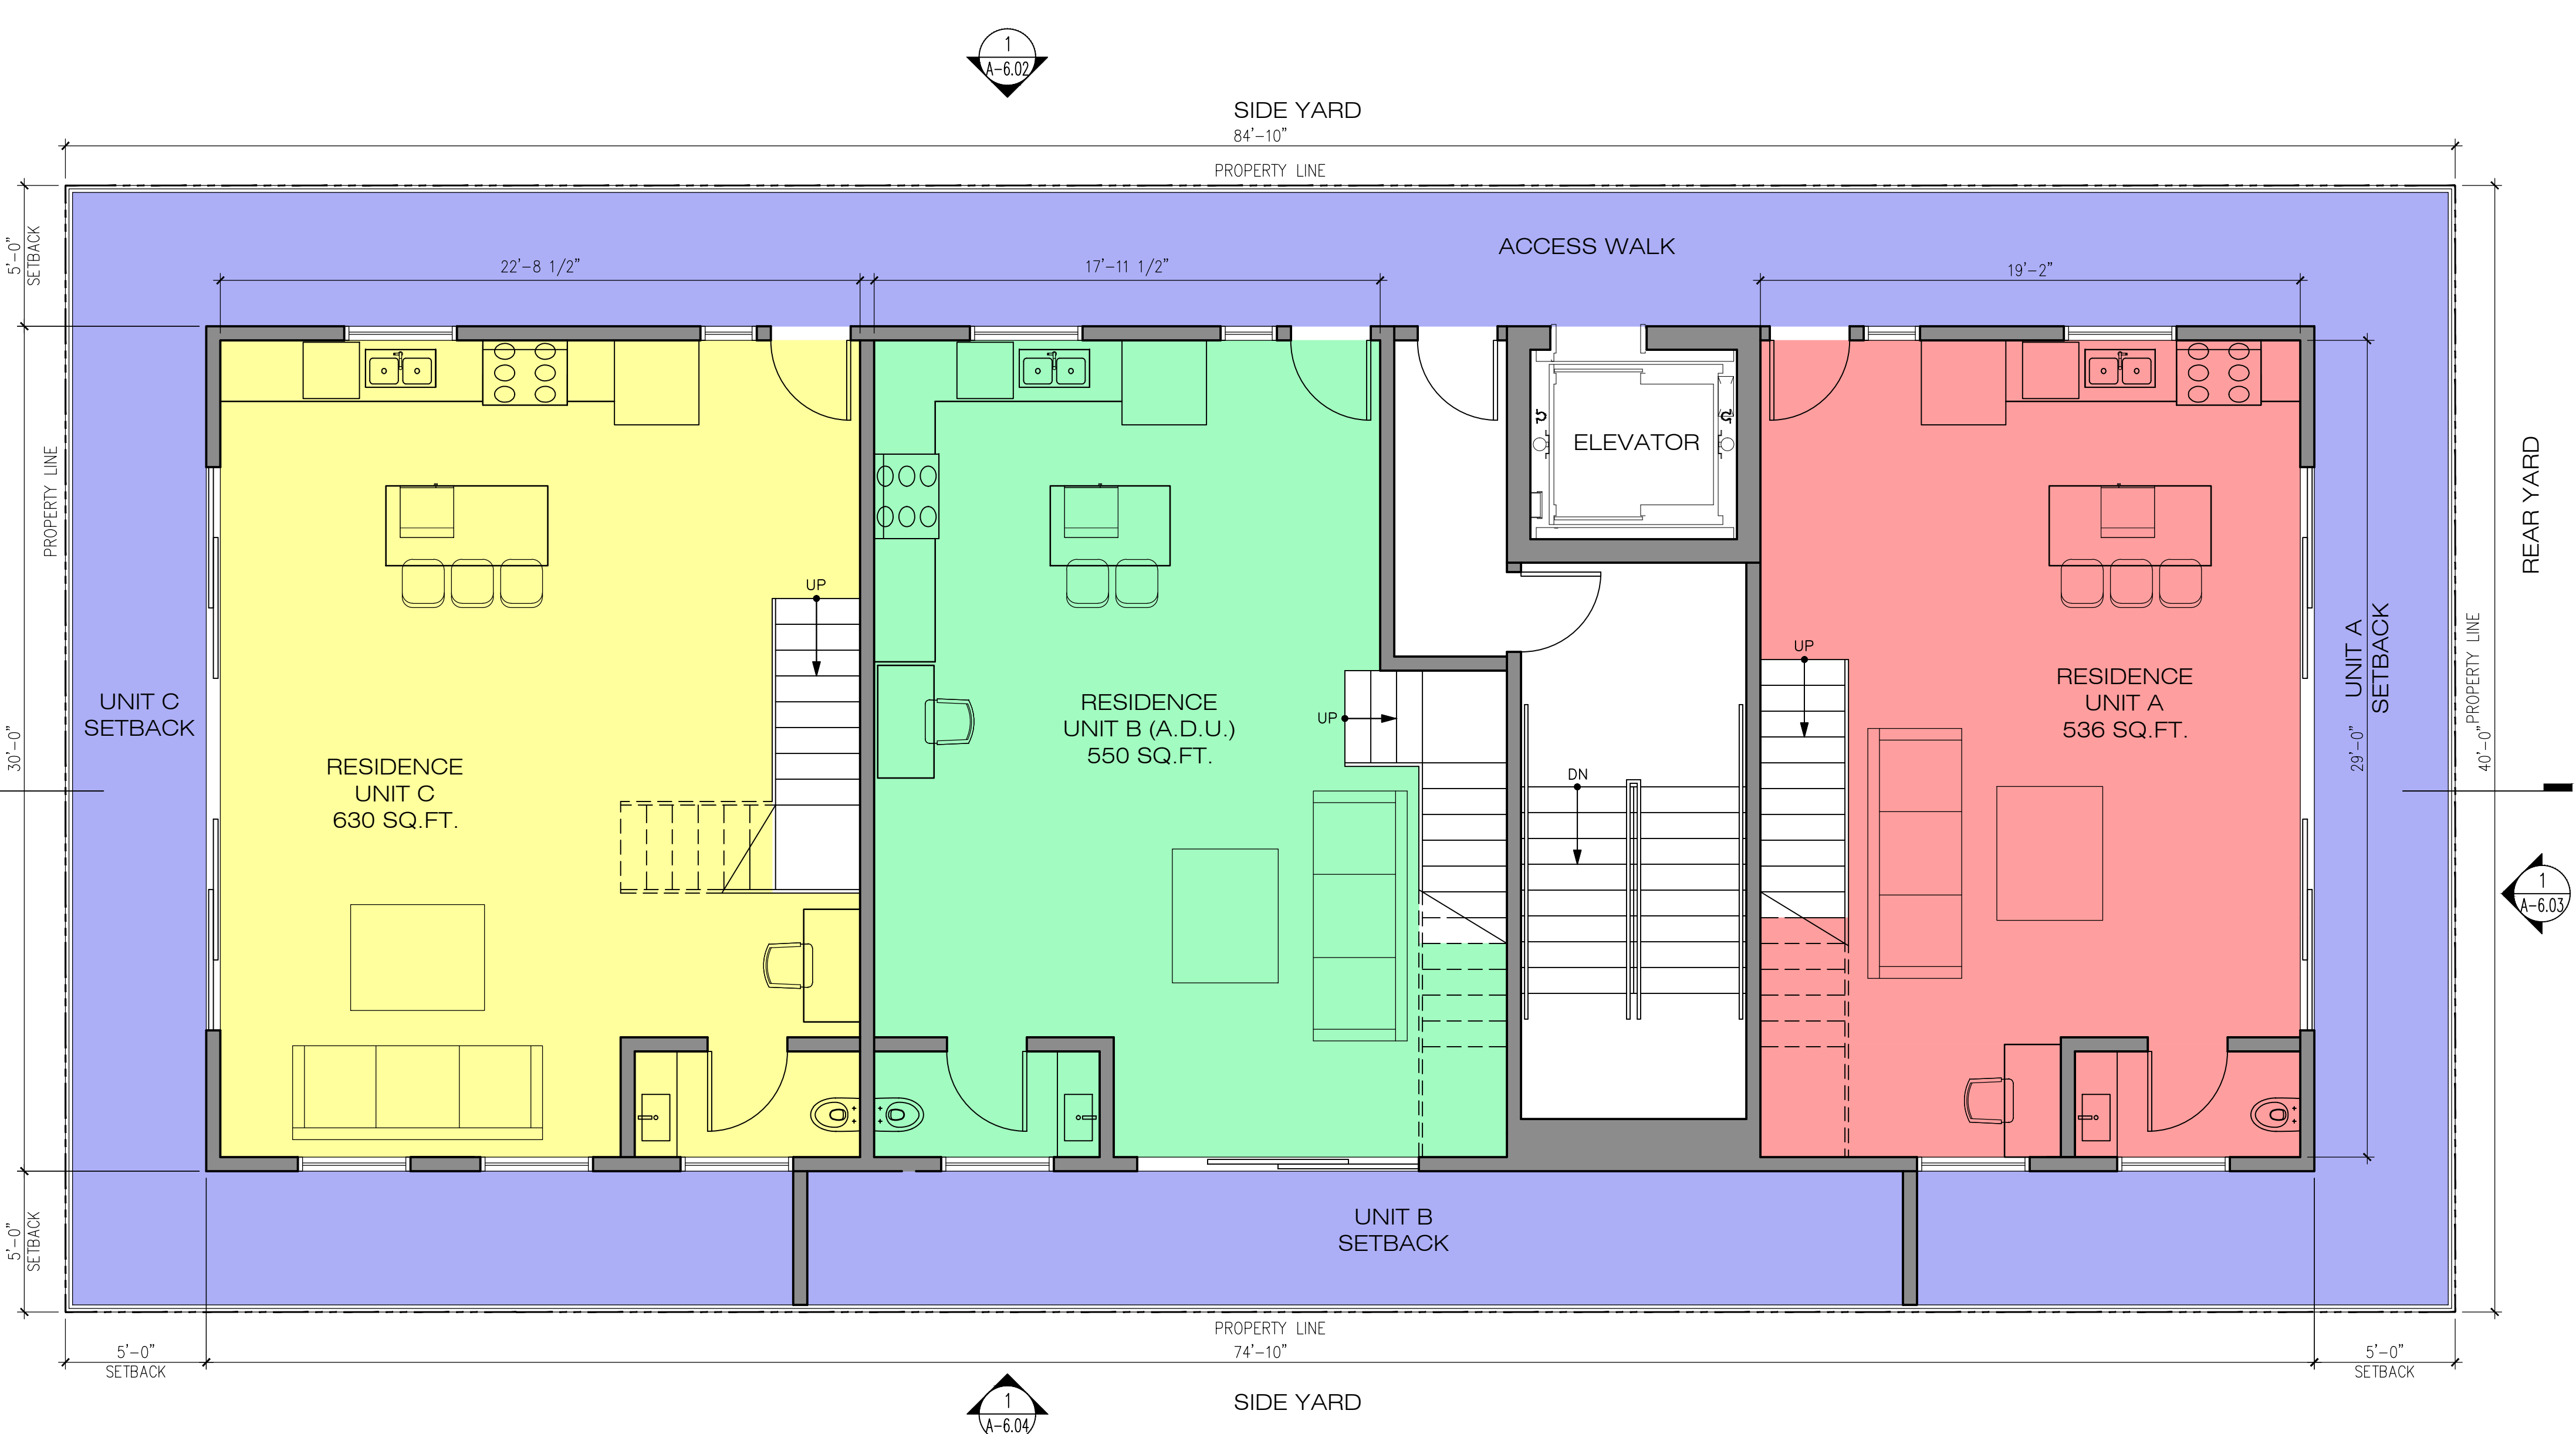 1
A-6.02
SIDE YARD
84'-10"
PROPERTY LINE
5'-0"
SETBACK
ACCESS WALK
22'-8 1/2"
17'-11 1/2"
19'-2"
ELEVATOR
PROPERTY LINE
REAR YARD
UP
UP
UP
DN
UNIT C
SETBACK
30'-0"
RESIDENCE
UNIT C
630 SQ.FT.
RESIDENCE
UNIT B (A.D.U.)
550 SQ.FT.
RESIDENCE
UNIT A
536 SQ.FT.
UNIT A
SETBACK
29'-0"
PROPERTY LINE
40'-0"
1
A-6.03
5'-0"
SETBACK
UNIT B
SETBACK
PROPERTY LINE
5'-0"
SETBACK
74'-10"
5'-0"
SETBACK
1
A-6.04
SIDE YARD